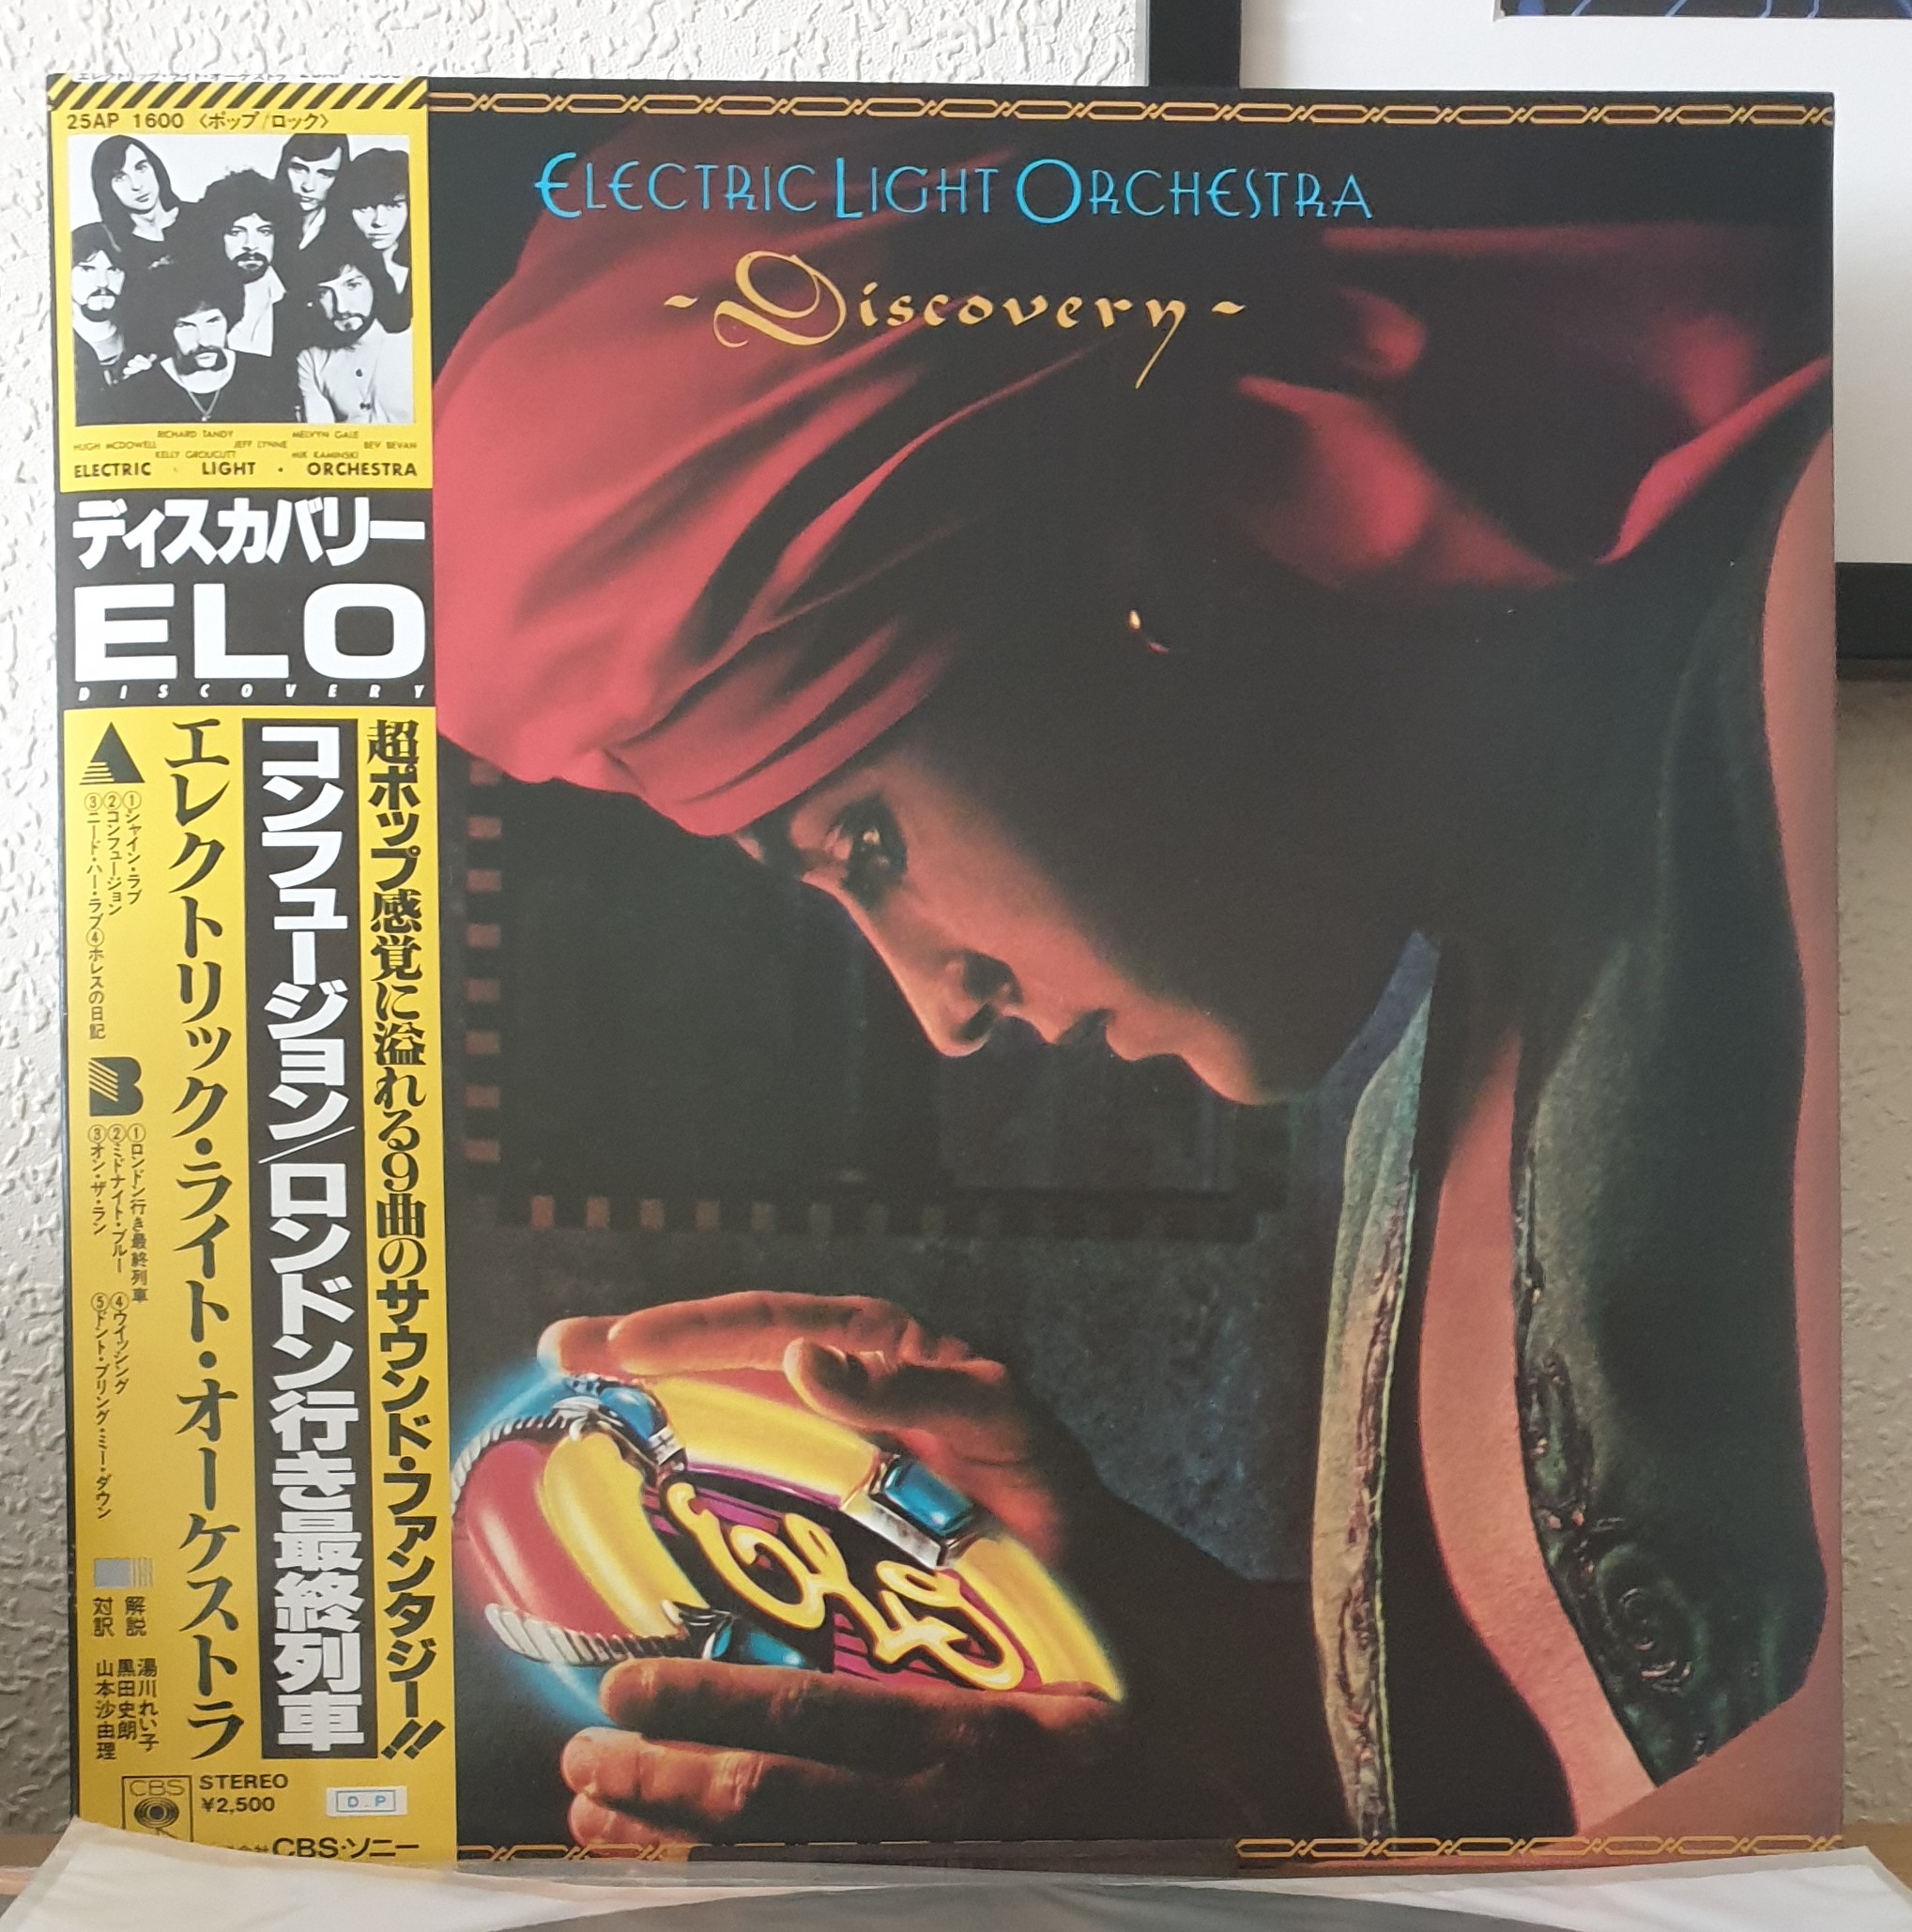 25AP 1600 〈ポップ/ロック〉
RICHARD TANDY MELVYN GALE
HUGH MCDOWELL JEFF LYNNE BEV BEVAN
KELLY GROUCUTT MIK KAMINSKI
ELECTRIC · LIGHT · ORCHESTRA
ディスカバリー
ELO
DISCOVERY
超ポップ感覚に溢れる9曲のサウンド・ファンタジー!!
コンフュージョン/ロンドン行き最終列車
エレクトリック・ライト・オーケストラ
A
①シャイン・ラブ
②コンフュージョン
③ニード・ハー・ラブ④ホレスの日記
B
①ロンドン行き最終列車
②ミドナイト・ブルー ④ウイッシング
③オン・ザ・ラン ⑤ドント・ブリング・ミー・ダウン
解説 湯川れい子
黒田史朗
対訳 山本沙由理
CBS
STEREO
¥2,500
D.P
CBS・ソニー
ELECTRIC LIGHT ORCHESTRA
-Discovery-
elo